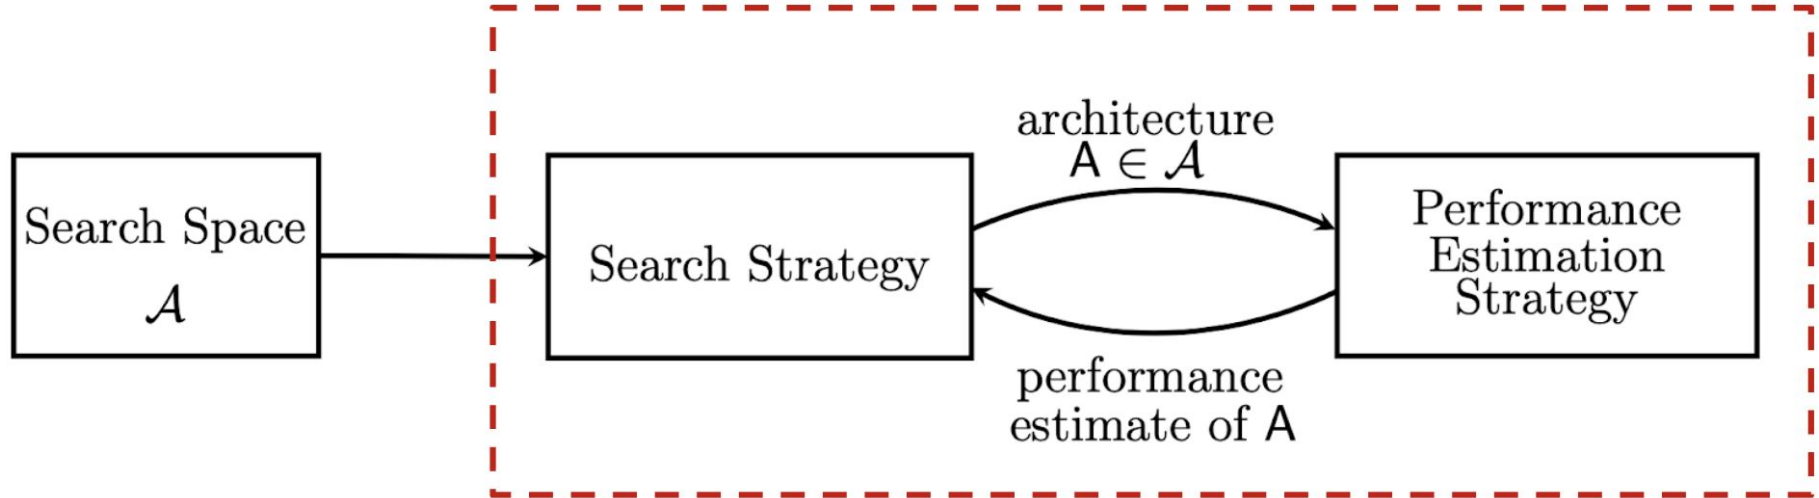 Search Space
𝒜
Search Strategy
architecture
A ∈ 𝒜
performance
estimate of A
Performance
Estimation
Strategy